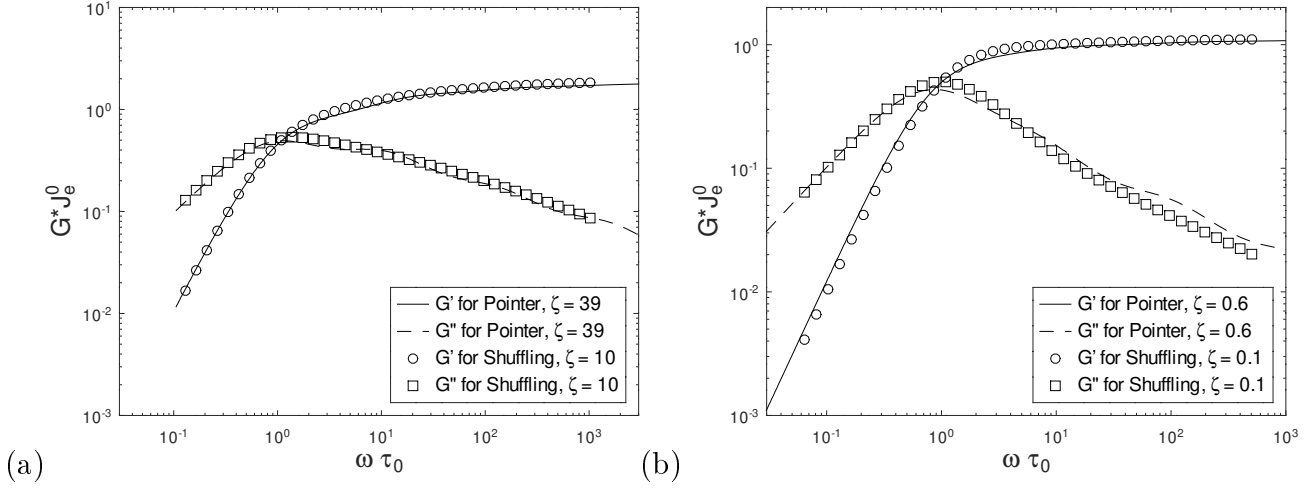 10^1
10^0
10^-1
10^-2
10^-3
G* J_e^0
10^-1
10^0
10^1
10^2
10^3
ω τ_0
G' for Pointer, ζ = 39
G" for Pointer, ζ = 39
G' for Shuffling, ζ = 10
G" for Shuffling, ζ = 10
(a)
10^0
10^-1
10^-2
10^-3
G* J_e^0
10^-1
10^0
10^1
10^2
10^3
ω τ_0
G' for Pointer, ζ = 0.6
G" for Pointer, ζ = 0.6
G' for Shuffling, ζ = 0.1
G" for Shuffling, ζ = 0.1
(b)